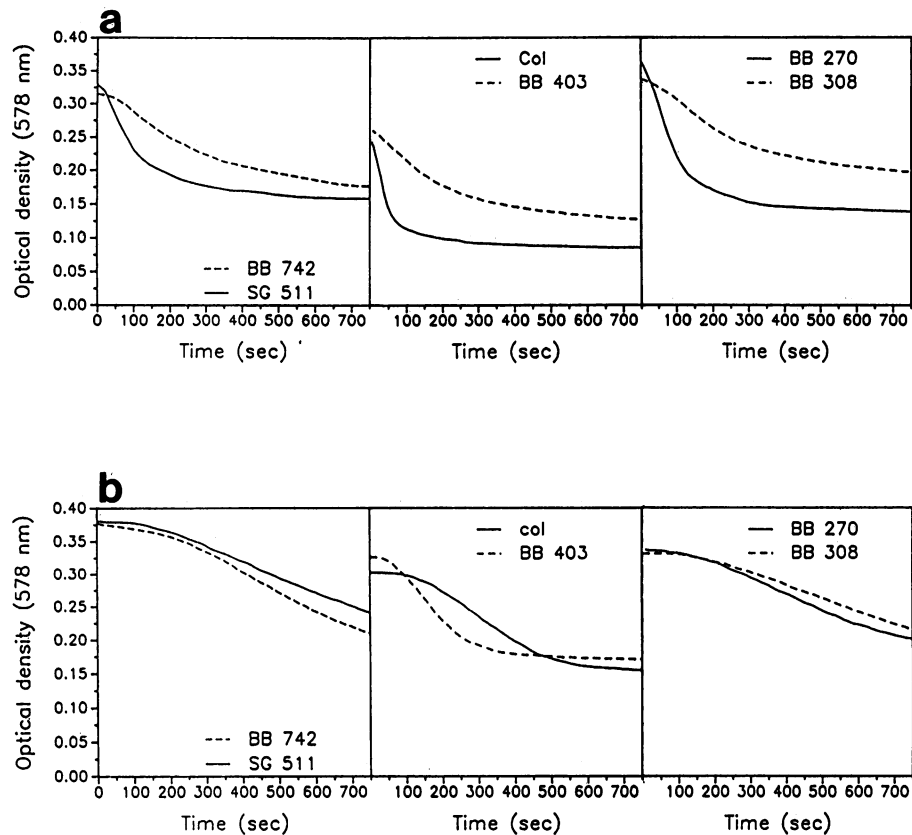 a
Optical density (578 nm)
0.40
0.35
0.30
0.25
0.20
0.15
0.10
0.05
0.00
BB 742
SG 511
0 100 200 300 400 500 600 700
Time (sec)
Col
BB 403
100 200 300 400 500 600 700
Time (sec)
BB 270
BB 308
100 200 300 400 500 600 700
Time (sec)
b
Optical density (578 nm)
0.40
0.35
0.30
0.25
0.20
0.15
0.10
0.05
0.00
BB 742
SG 511
0 100 200 300 400 500 600 700
Time (sec)
col
BB 403
100 200 300 400 500 600 700
Time (sec)
BB 270
BB 308
100 200 300 400 500 600 700
Time (sec)